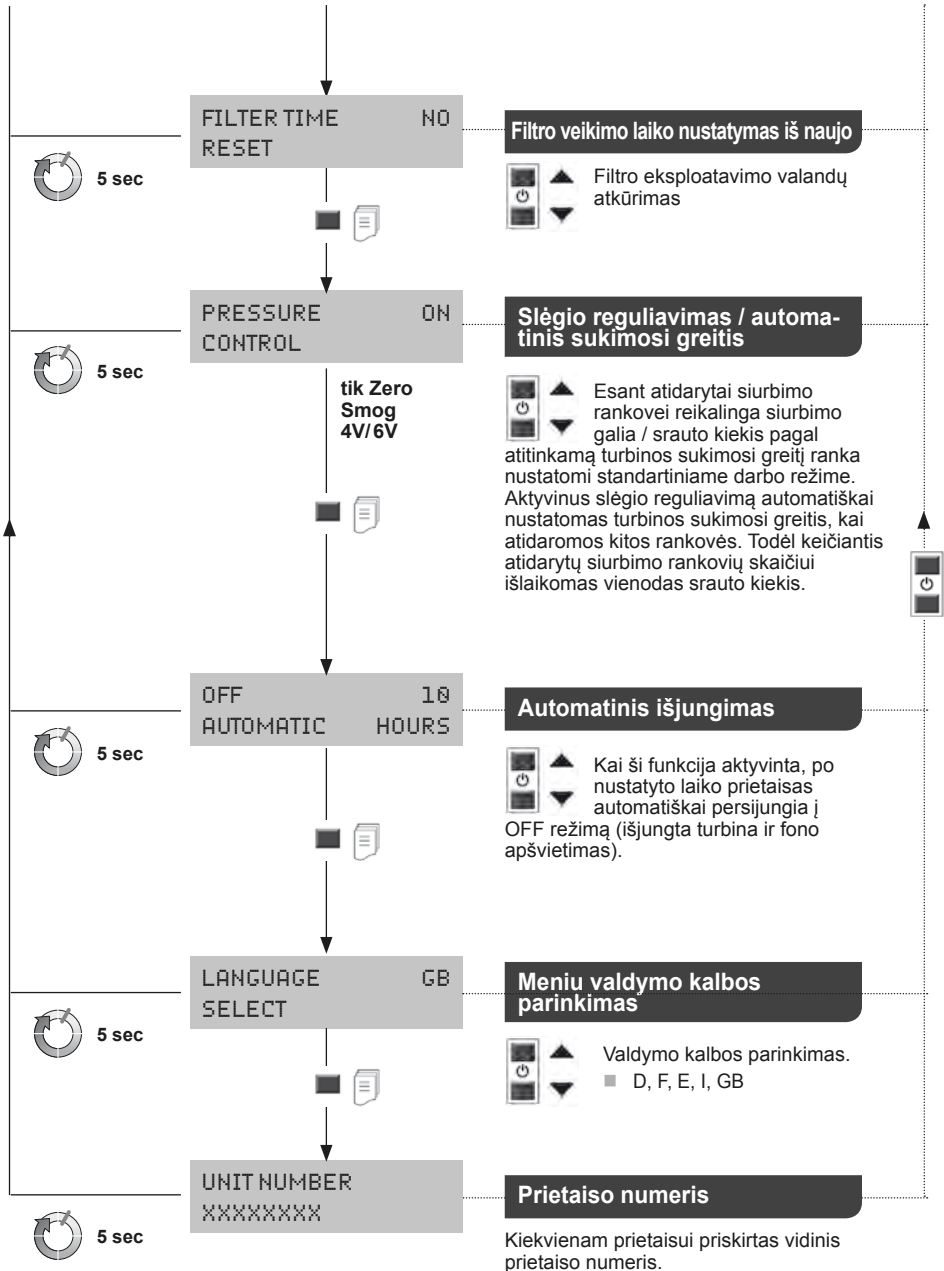 FILTER TIME NO
RESET
5 sec
Filtro veikimo laiko nustatymas iš naujo
Filtro eksploatavimo valandų
atkūrimas
PRESSURE ON
CONTROL
5 sec
tik Zero
Smog
4V/ 6V
Slėgio reguliavimas / automa-
tinis sukimosi greitis
Esant atidarytai siurbimo
rankovei reikalinga siurbimo
galia / srauto kiekis pagal
atitinkamą turbinos sukimosi greitį ranka
nustatomi standartiniame darbo režime.
Aktyvinus slėgio reguliavimą automatiškai
nustatomas turbinos sukimosi greitis, kai
atidaromos kitos rankovės. Todėl keičiantis
atidarytų siurbimo rankovių skaičiui
išlaikomas vienodas srauto kiekis.
OFF 10
AUTOMATIC HOURS
5 sec
Automatinis išjungimas
Kai ši funkcija aktyvinta, po
nustatyto laiko prietaisas
automatiškai persijungia į
OFF režimą (išjungta turbina ir fono
apšvietimas).
LANGUAGE GB
SELECT
5 sec
Meniu valdymo kalbos
parinkimas
Valdymo kalbos parinkimas.
D, F, E, I, GB
UNIT NUMBER
XXXXXXXX
5 sec
Prietaiso numeris
Kiekvienam prietaisui priskirtas vidinis
prietaiso numeris.